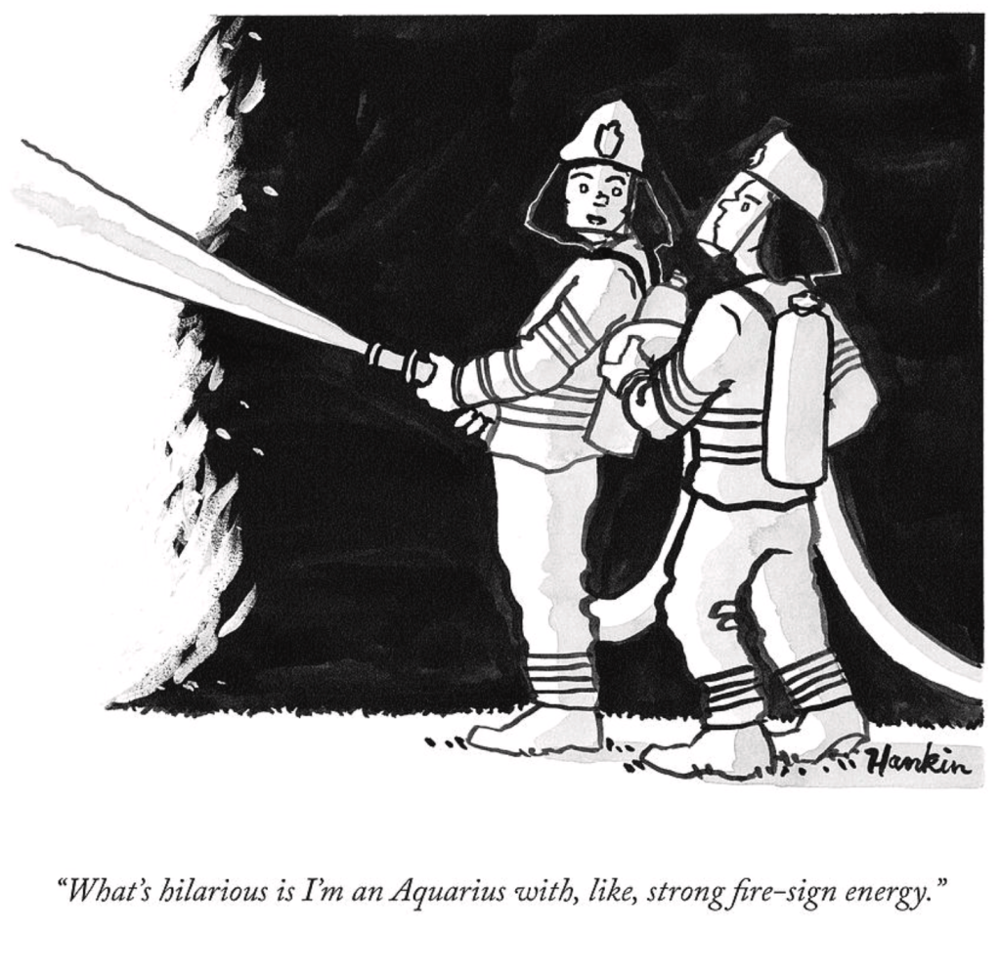 Hankin
“What’s hilarious is I’m an Aquarius with, like, strong fire-sign energy.”